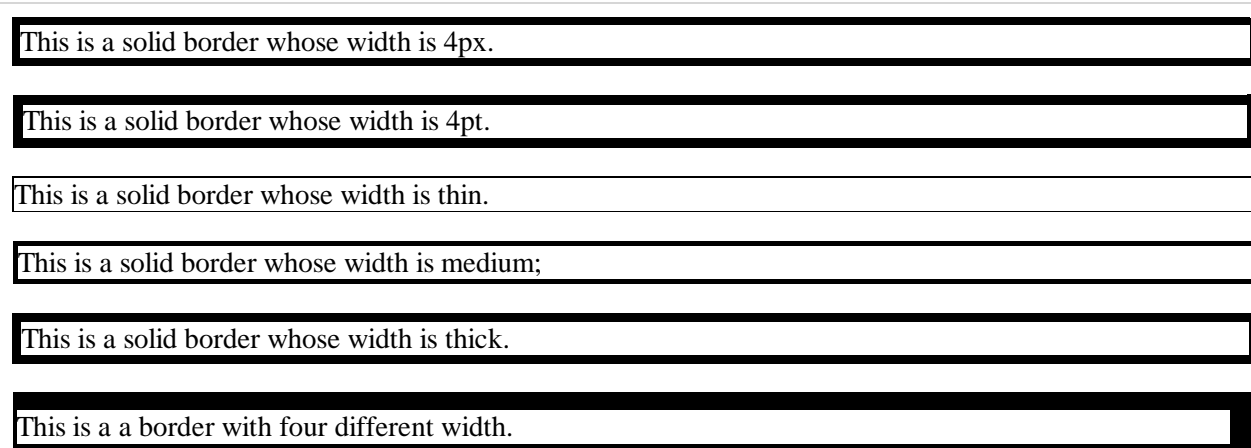 This is a solid border whose width is 4px.
This is a solid border whose width is 4pt.
This is a solid border whose width is thin.
This is a solid border whose width is medium;
This is a solid border whose width is thick.
This is a a border with four different width.